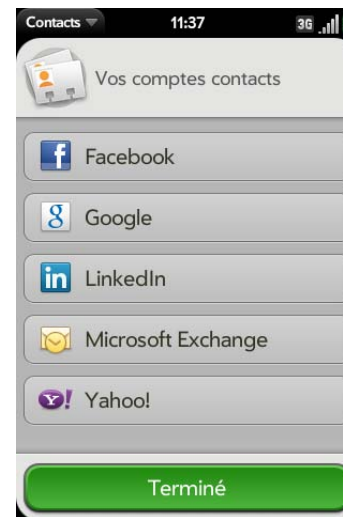 Contacts 11:37 3G
Vos comptes contacts
Facebook
Google
LinkedIn
Microsoft Exchange
Yahoo!
Terminé